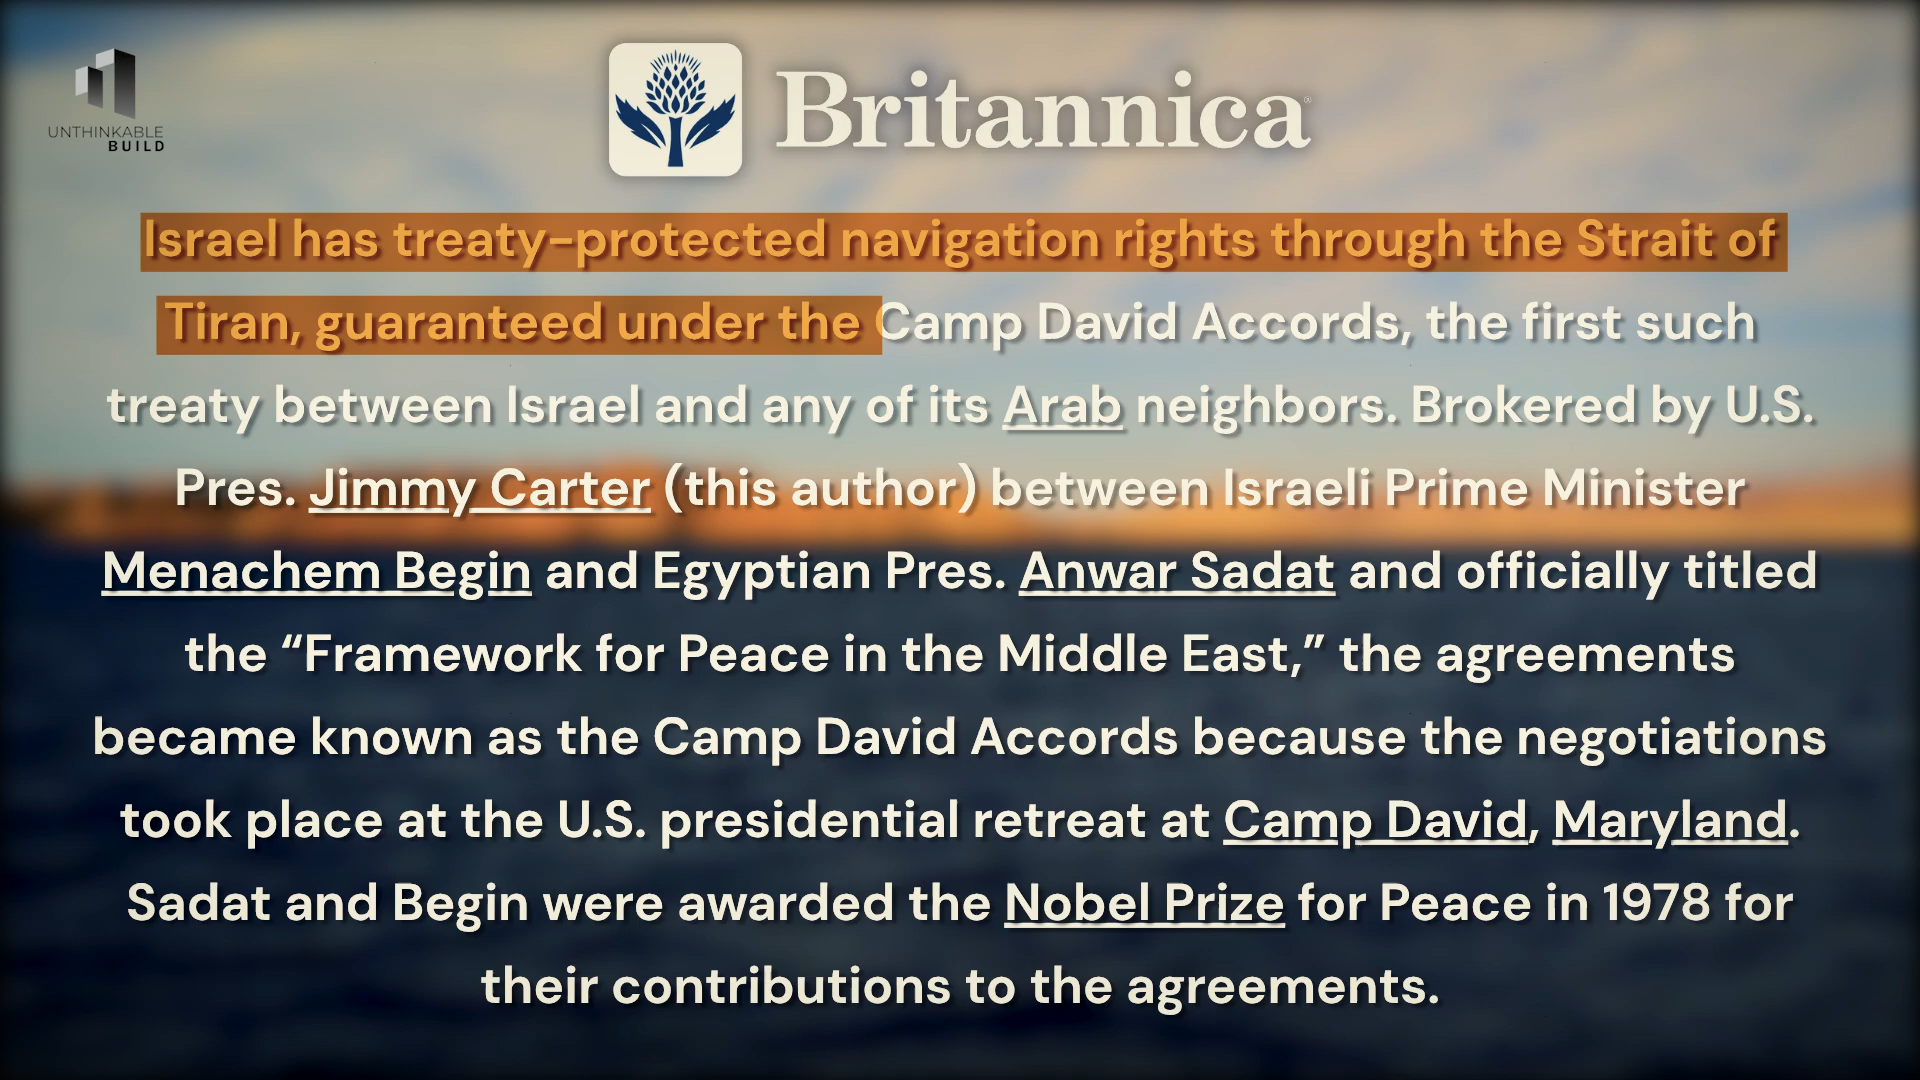 UNTHINKABLE
BUILD
Britannica®
Israel has treaty-protected navigation rights through the Strait of
Tiran, guaranteed under the Camp David Accords, the first such
treaty between Israel and any of its Arab neighbors. Brokered by U.S.
Pres. Jimmy Carter (this author) between Israeli Prime Minister
Menachem Begin and Egyptian Pres. Anwar Sadat and officially titled
the “Framework for Peace in the Middle East,” the agreements
became known as the Camp David Accords because the negotiations
took place at the U.S. presidential retreat at Camp David, Maryland.
Sadat and Begin were awarded the Nobel Prize for Peace in 1978 for
their contributions to the agreements.